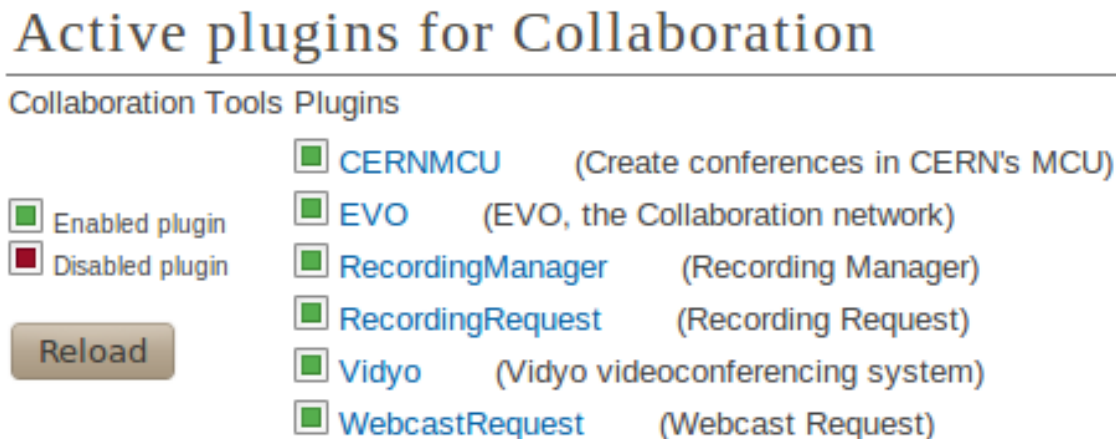 Active plugins for Collaboration
Collaboration Tools Plugins
CERNMCU (Create conferences in CERN's MCU)
Enabled plugin
EVO (EVO, the Collaboration network)
Disabled plugin
RecordingManager (Recording Manager)
RecordingRequest (Recording Request)
Reload
Vidyo (Vidyo videoconferencing system)
WebcastRequest (Webcast Request)